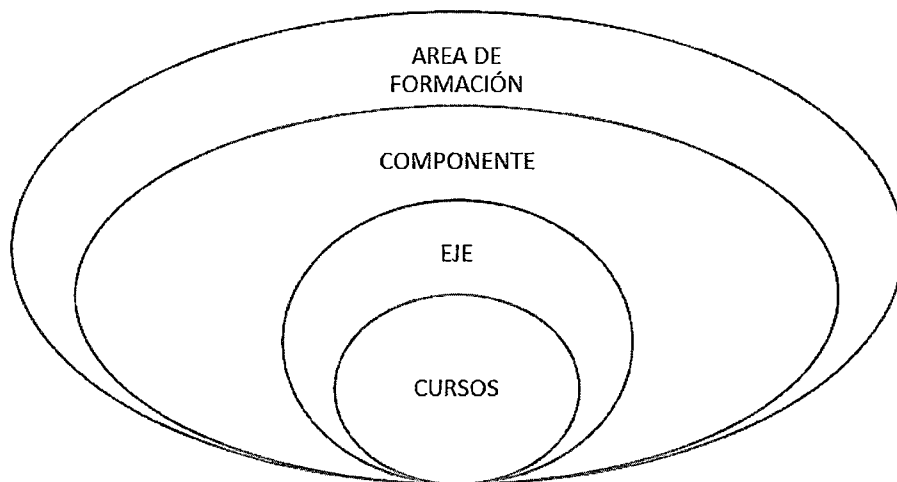 AREA DE
FORMACIÓN
COMPONENTE
EJE
CURSOS